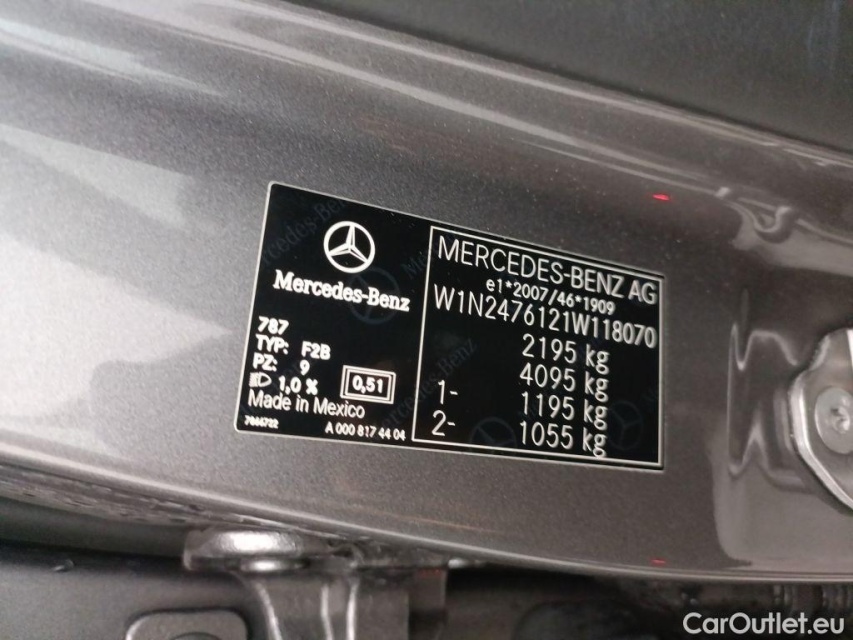 Mercedes-Benz
787
TYP: F2B
PZ: 9
1,0 %
0,51
Made in Mexico
7666722
A 000 817 44 04
MERCEDES-BENZ AG
e1*2007/46*1909
W1N2476121W118070
2195 kg
4095 kg
1- 1195 kg
2- 1055 kg
CarOutlet.eu